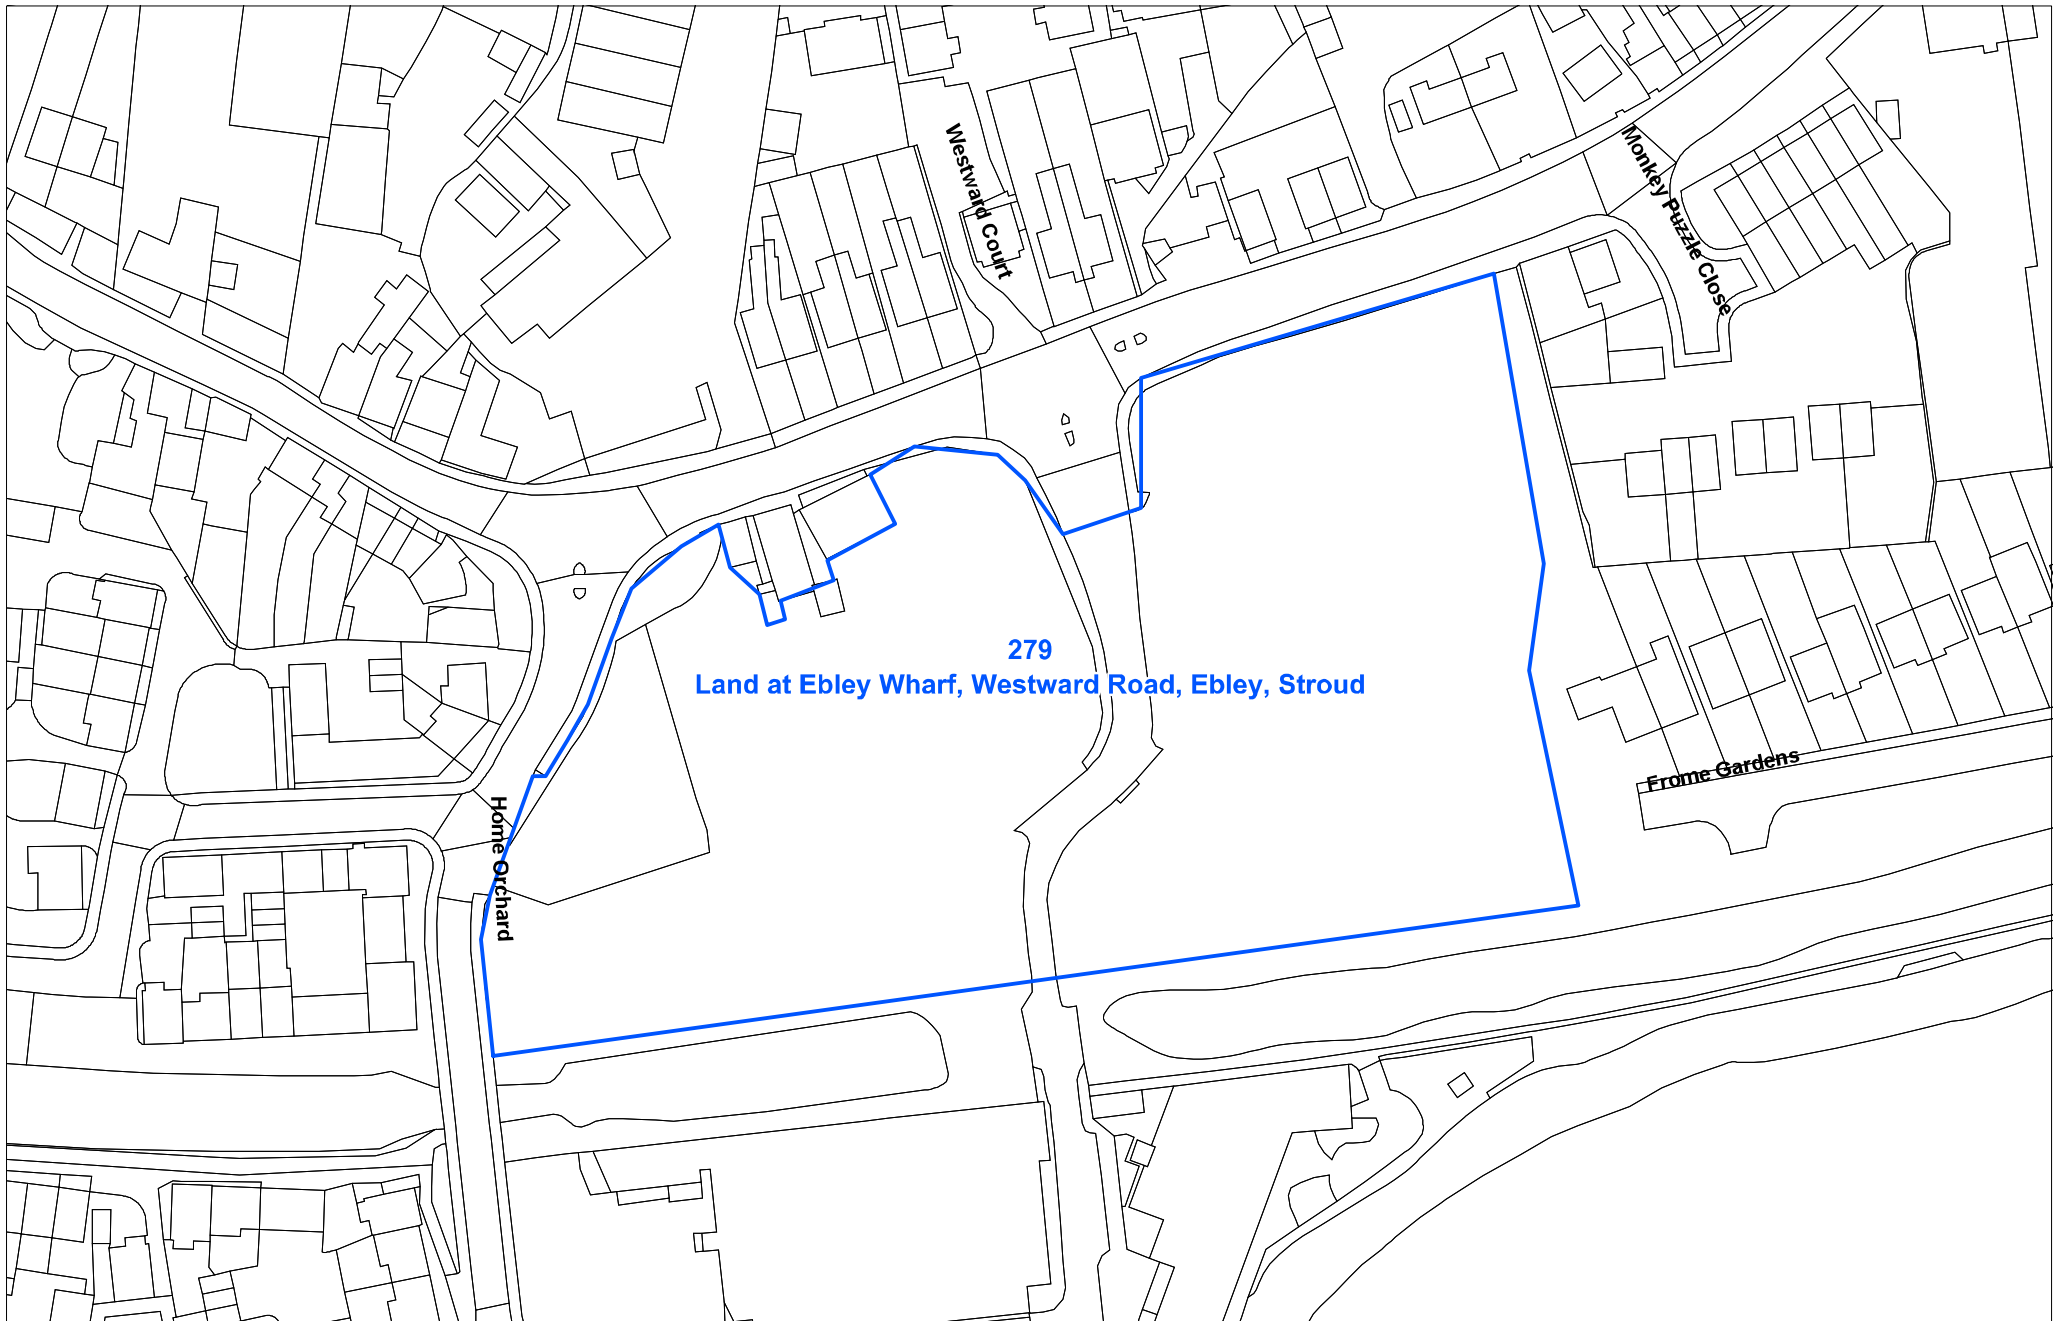 Westward Court
Monkey Puzzle Close
279
Land at Ebley Wharf, Westward Road, Ebley, Stroud
Frome Gardens
Home Orchard